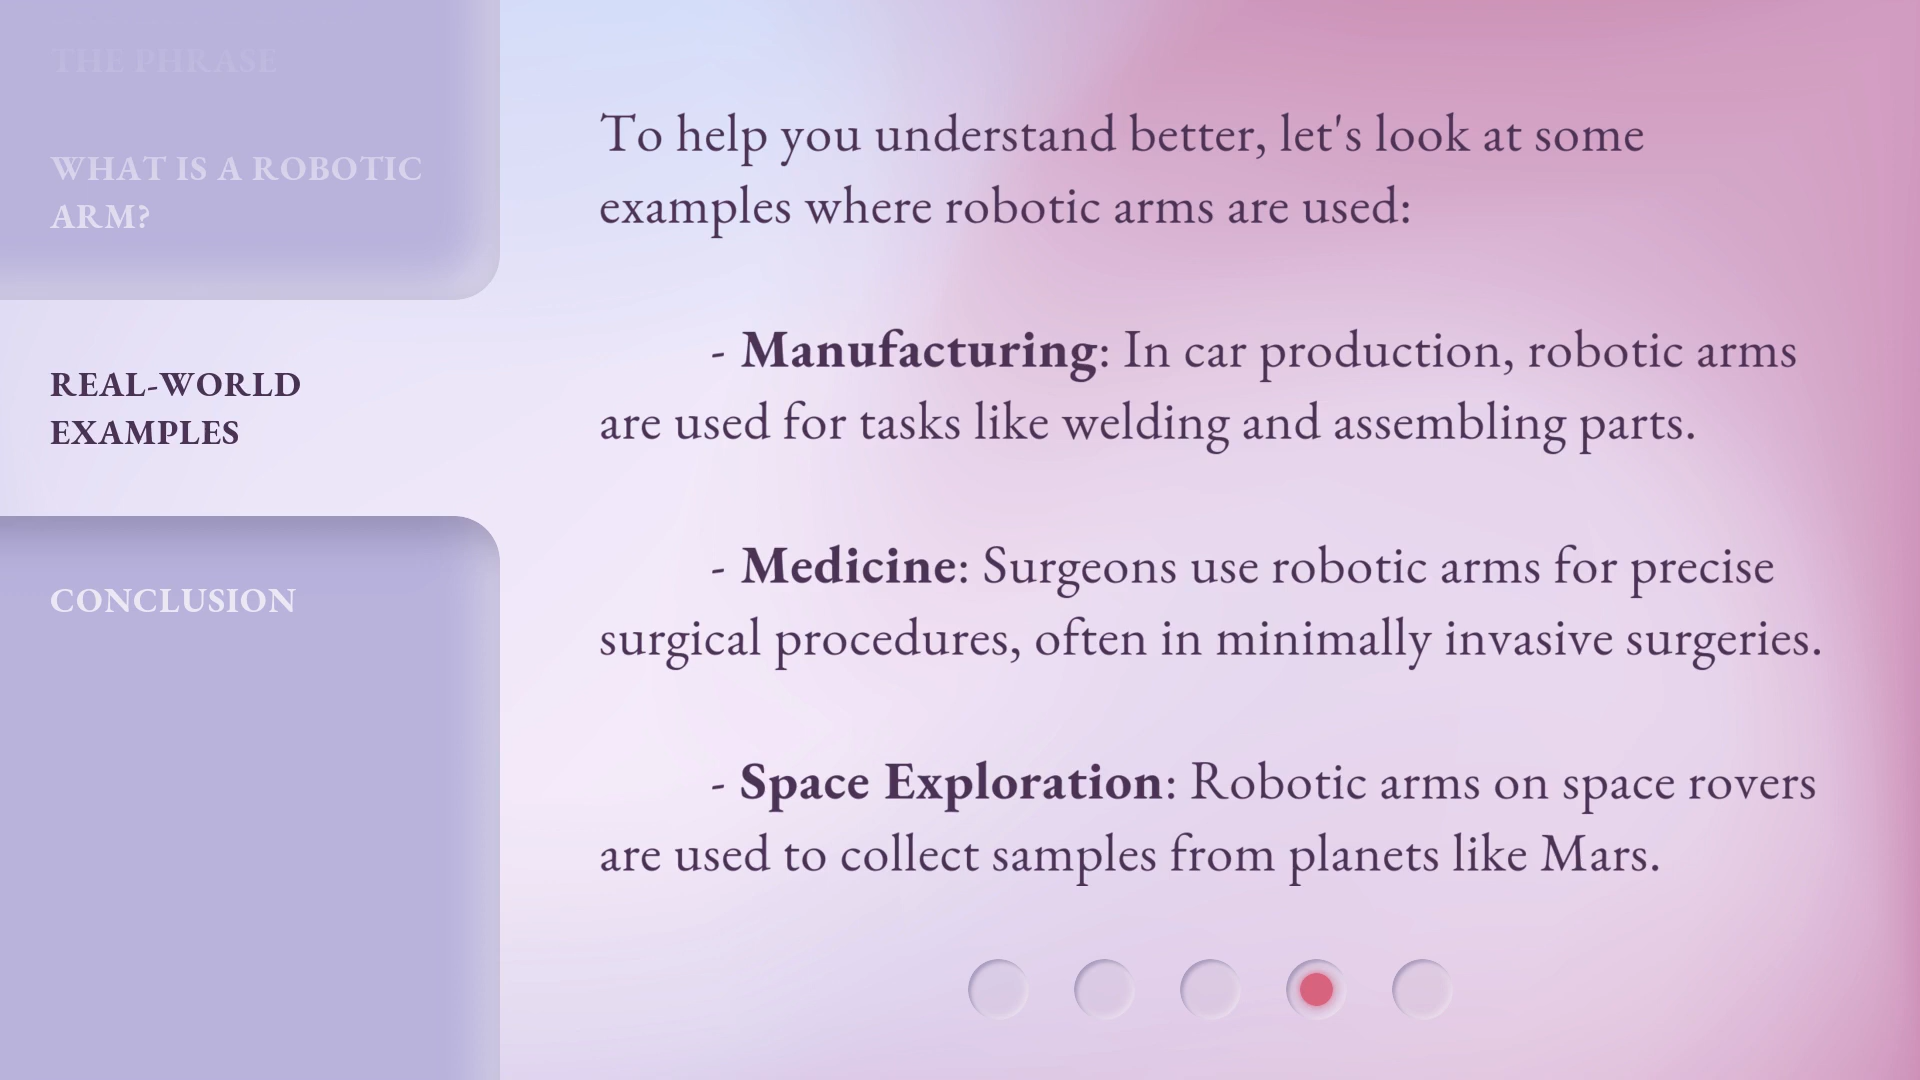 THE PHRASE
WHAT IS A ROBOTIC
ARM?
REAL-WORLD
EXAMPLES
CONCLUSION
To help you understand better, let's look at some
examples where robotic arms are used:
- Manufacturing: In car production, robotic arms
are used for tasks like welding and assembling parts.
- Medicine: Surgeons use robotic arms for precise
surgical procedures, often in minimally invasive surgeries.
- Space Exploration: Robotic arms on space rovers
are used to collect samples from planets like Mars.